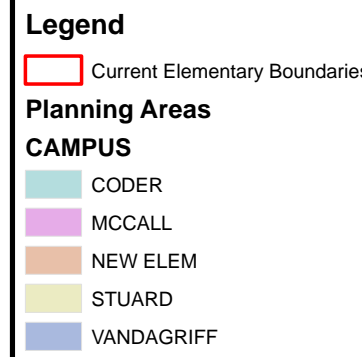 Legend
Current Elementary Boundaries
Planning Areas
CAMPUS
CODER
MCCALL
NEW ELEM
STUARD
VANDAGRIFF